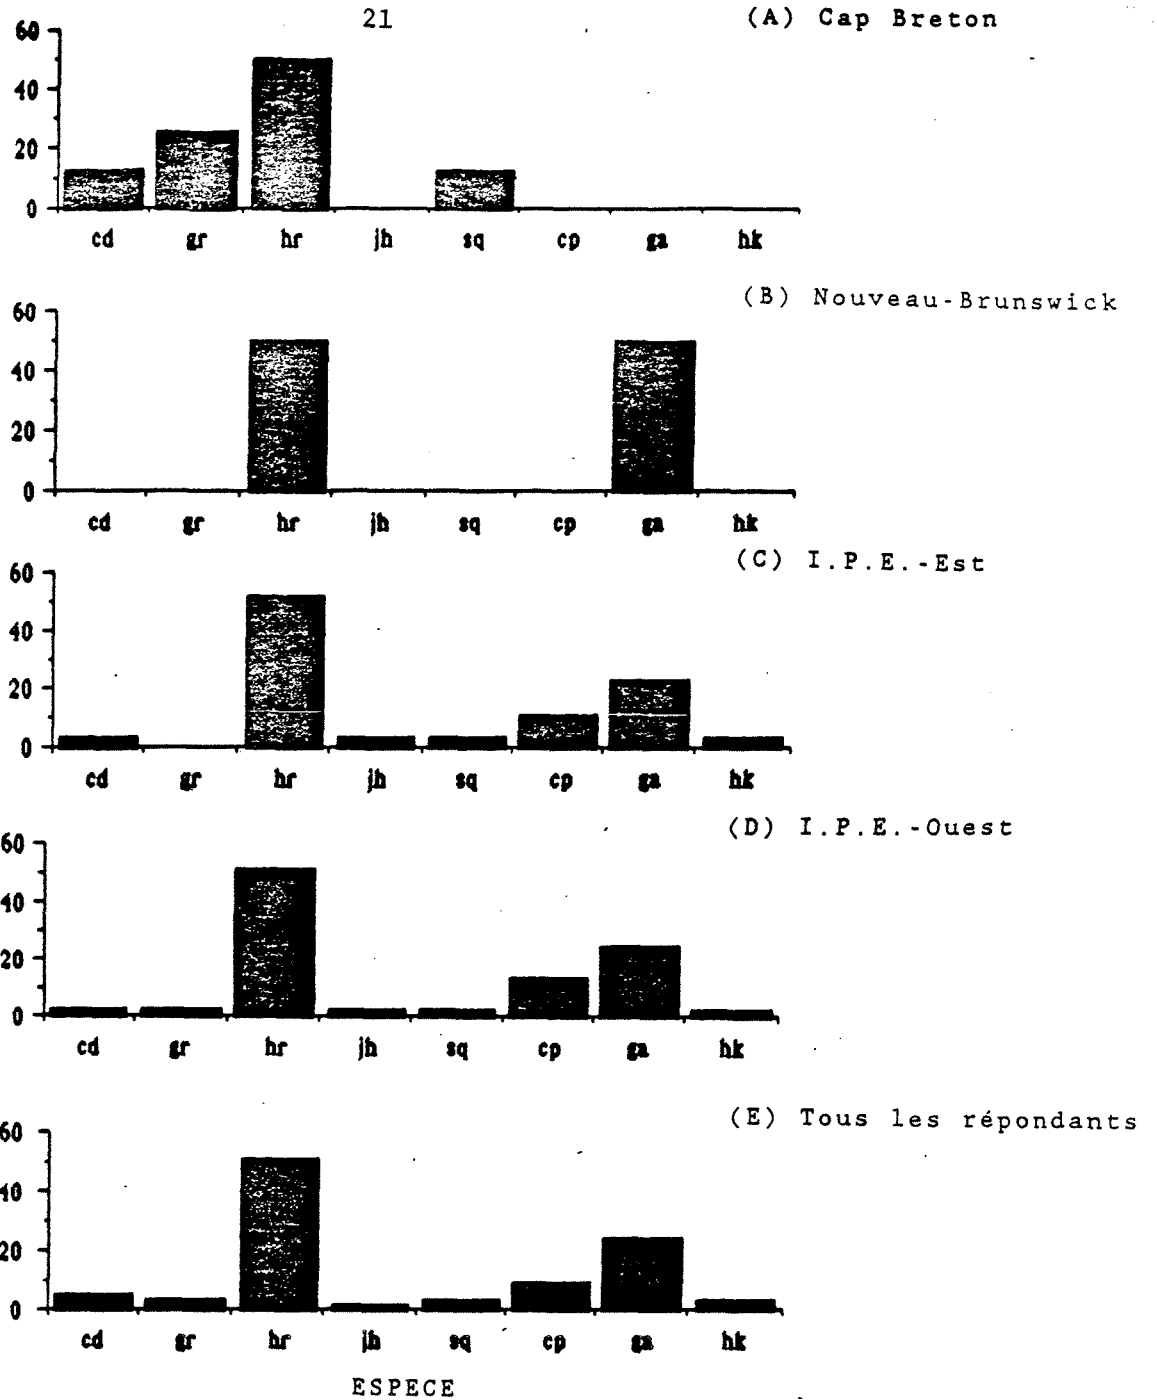 21
(A) Cap Breton
60
40
20
0
cd gr hr jh sq cp ga hk
(B) Nouveau-Brunswick
60
40
20
0
cd gr hr jh sq cp ga hk
(C) I.P.E.-Est
60
40
20
0
cd gr hr jh sq cp ga hk
(D) I.P.E.-Ouest
60
40
20
0
cd gr hr jh sq cp ga hk
(E) Tous les répondants
60
40
20
0
cd gr hr jh sq cp ga hk
ESPECE